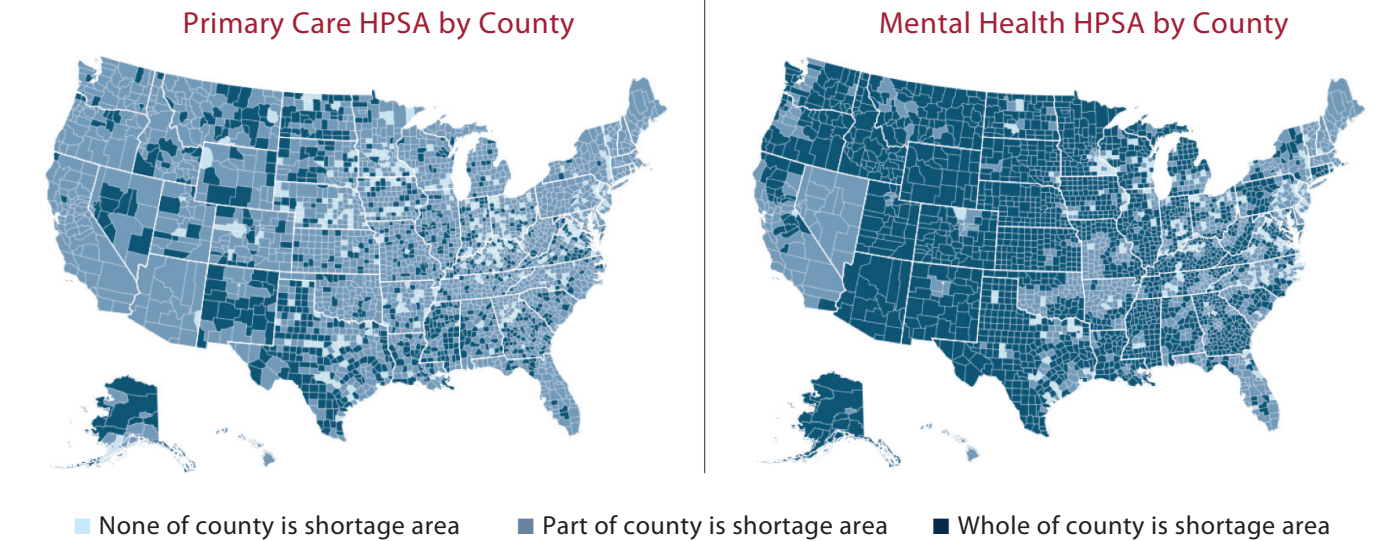 Primary Care HPSA by County
Mental Health HPSA by County
None of county is shortage area
Part of county is shortage area
Whole of county is shortage area